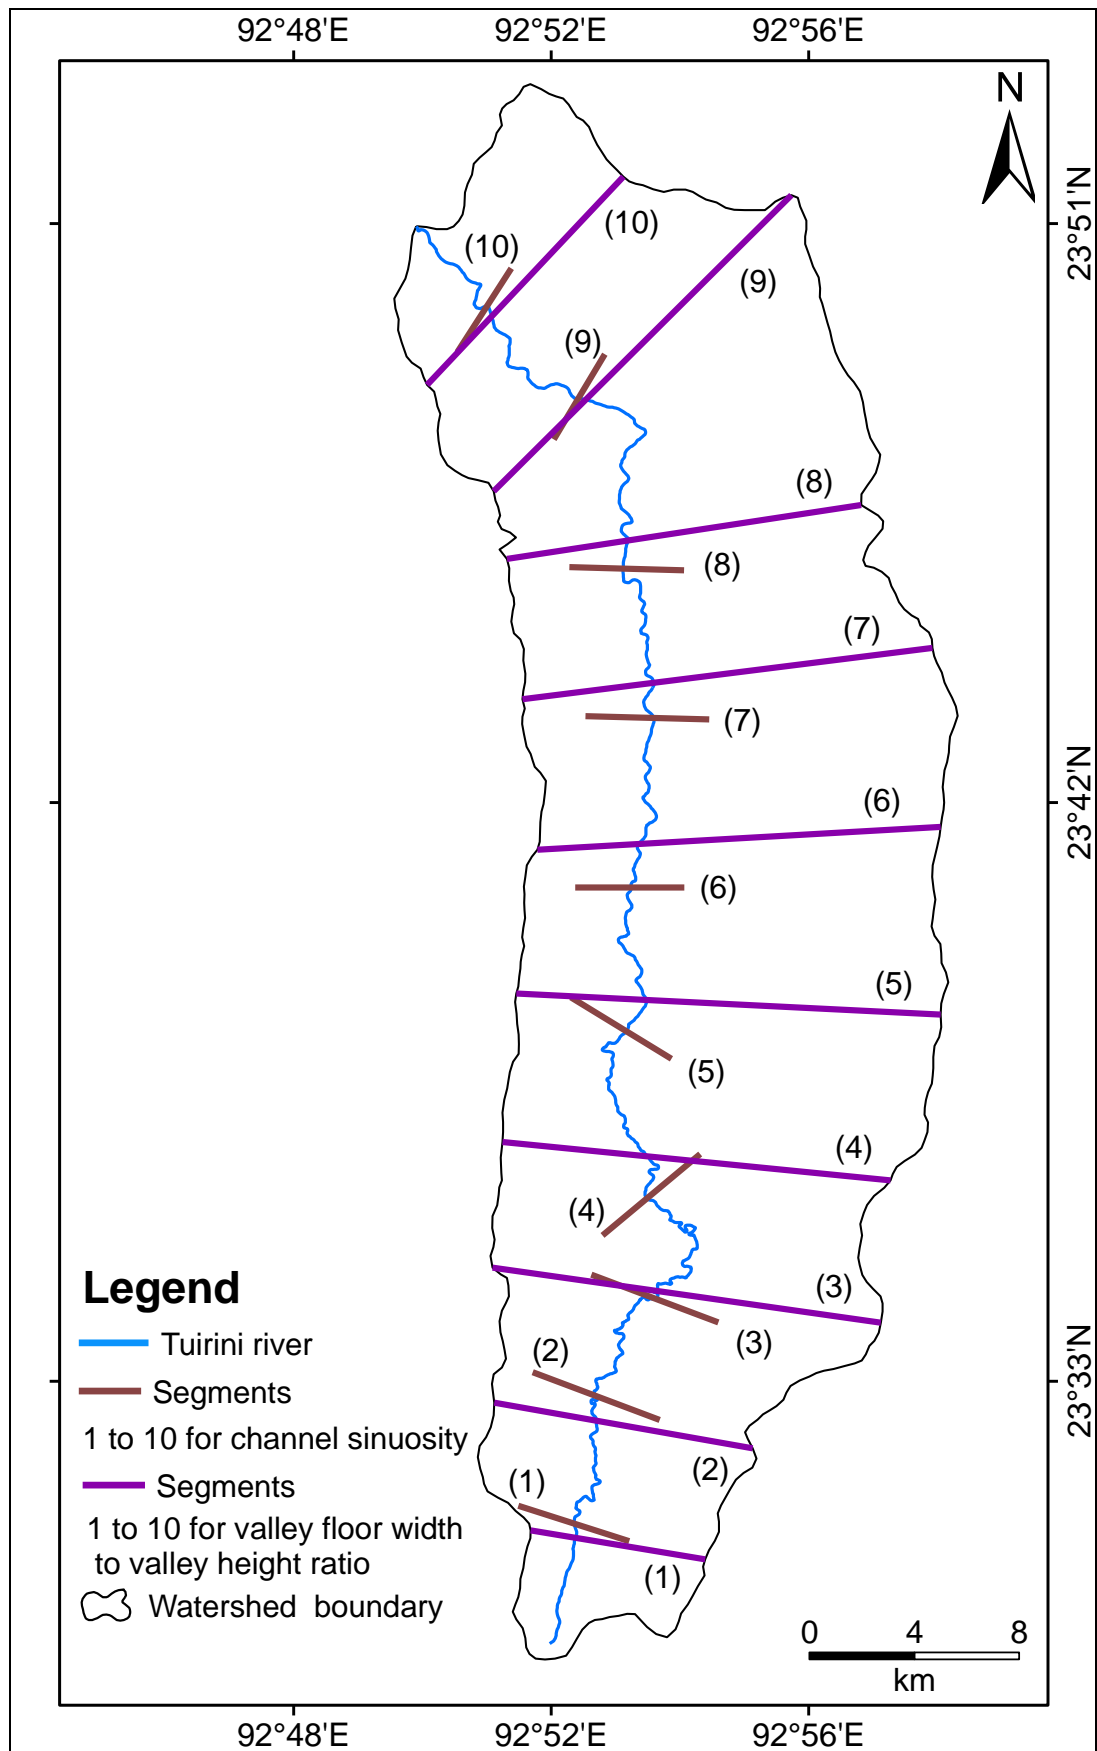 92°48'E 92°52'E 92°56'E
N
23°51'N
(10)
(10)
(9)
(9)
(8)
(8)
(7)
(7)
23°42'N
(6)
(6)
(5)
(5)
(4)
(4)
(3)
(3)
23°33'N
(2)
(2)
(1)
(1)
Legend
Tuirini river
Segments
1 to 10 for channel sinuosity
Segments
1 to 10 for valley floor width
to valley height ratio
Watershed boundary
0 4 8
km
92°48'E 92°52'E 92°56'E